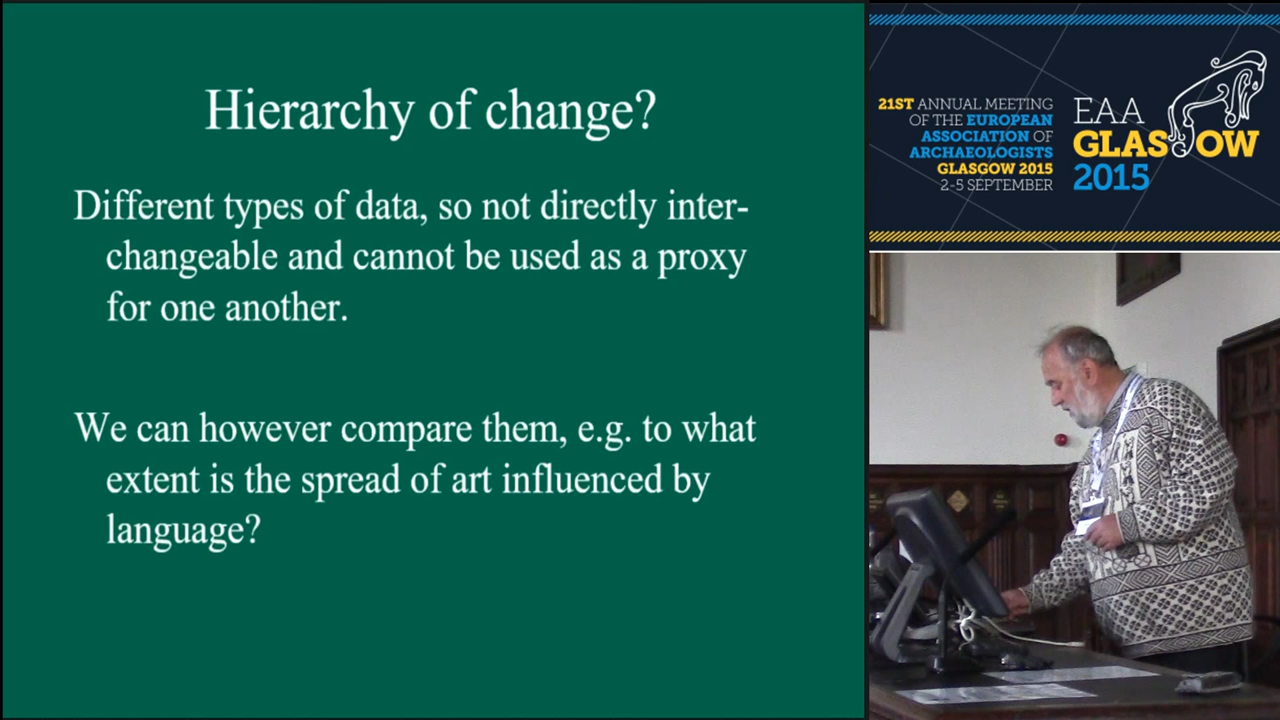 Hierarchy of change?
Different types of data, so not directly inter-
changeable and cannot be used as a proxy
for one another.
We can however compare them, e.g. to what
extent is the spread of art influenced by
language?
21ST ANNUAL MEETING
OF THE EUROPEAN
ASSOCIATION OF
ARCHAEOLOGISTS
GLASGOW 2015
2-5 SEPTEMBER
EAA
GLASGOW
2015